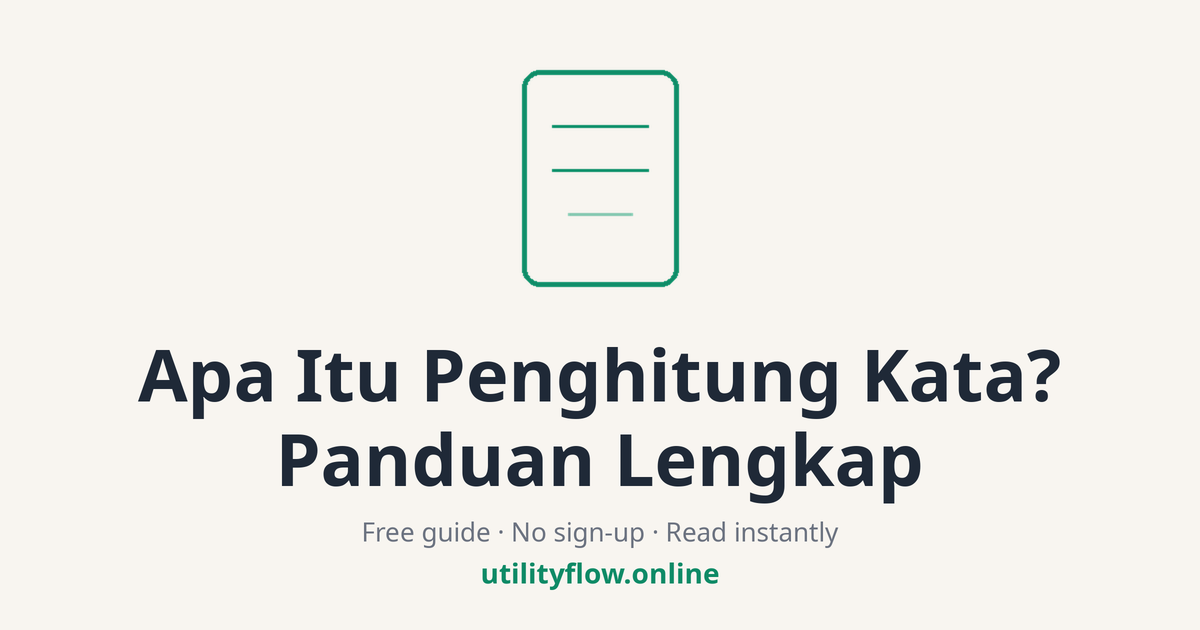 Apa Itu Penghitung Kata?
Panduan Lengkap
Free guide · No sign-up · Read instantly
utilityflow.online